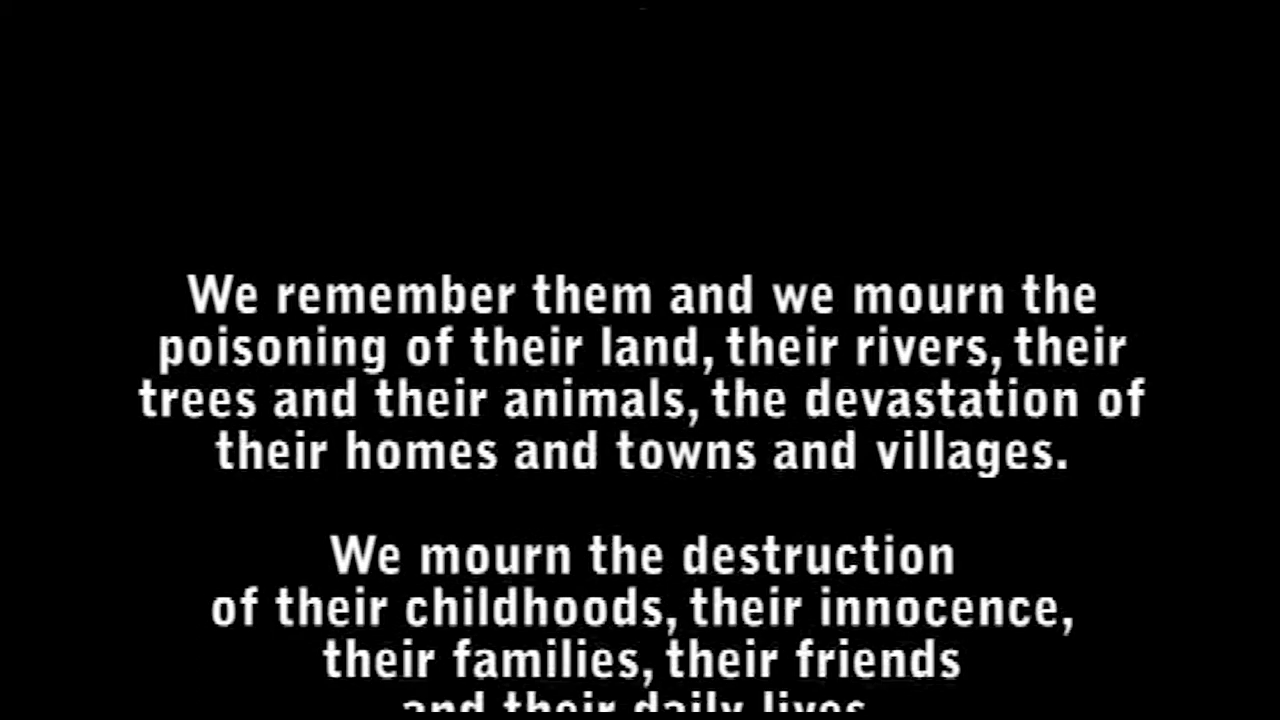 We remember them and we mourn the
poisoning of their land, their rivers, their
trees and their animals, the devastation of
their homes and towns and villages.
We mourn the destruction
of their childhoods, their innocence,
their families, their friends
and their daily lives